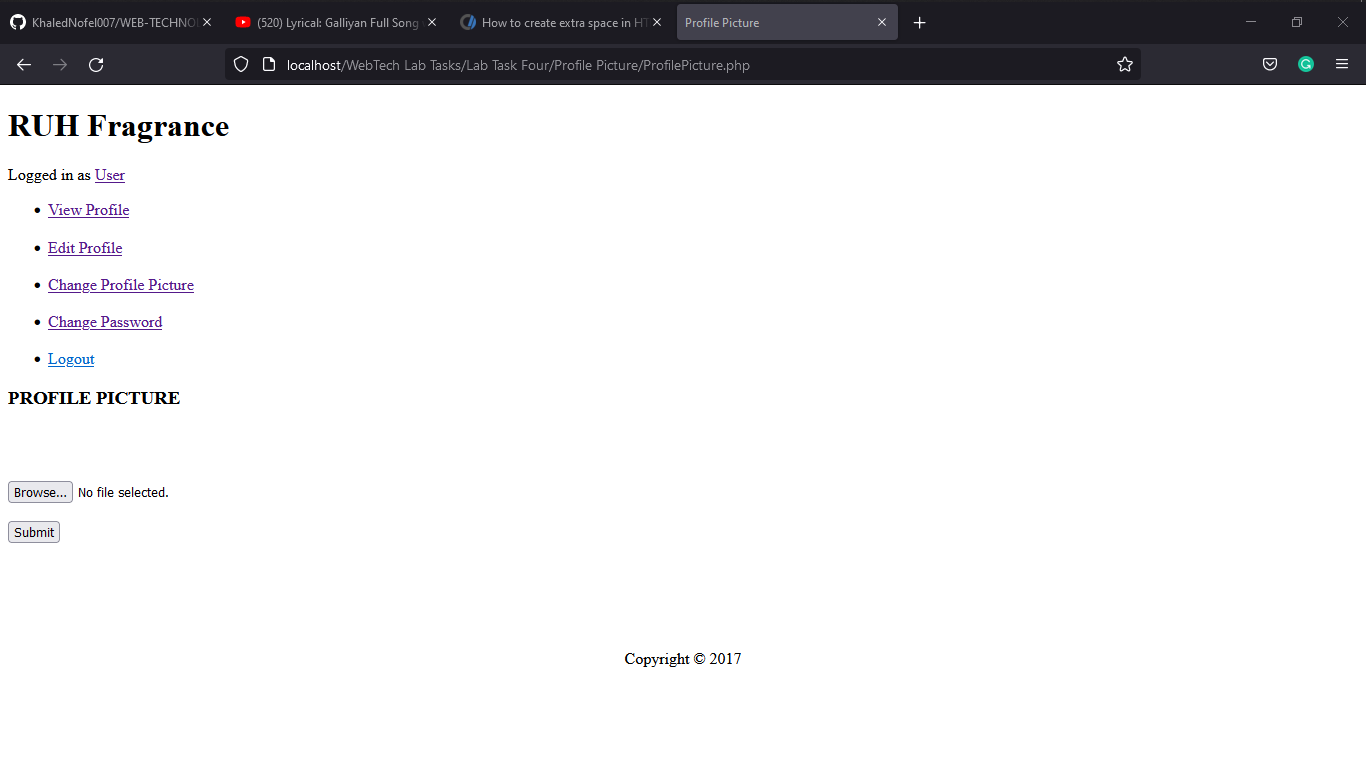 KhaledNofel007/WEB-TECHNOL
(520) Lyrical: Galliyan Full Song
How to create extra space in HT
Profile Picture
localhost/WebTech Lab Tasks/Lab Task Four/Profile Picture/ProfilePicture.php
RUH Fragrance
Logged in as User
View Profile
Edit Profile
Change Profile Picture
Change Password
Logout
PROFILE PICTURE
Browse... No file selected.
Submit
Copyright © 2017